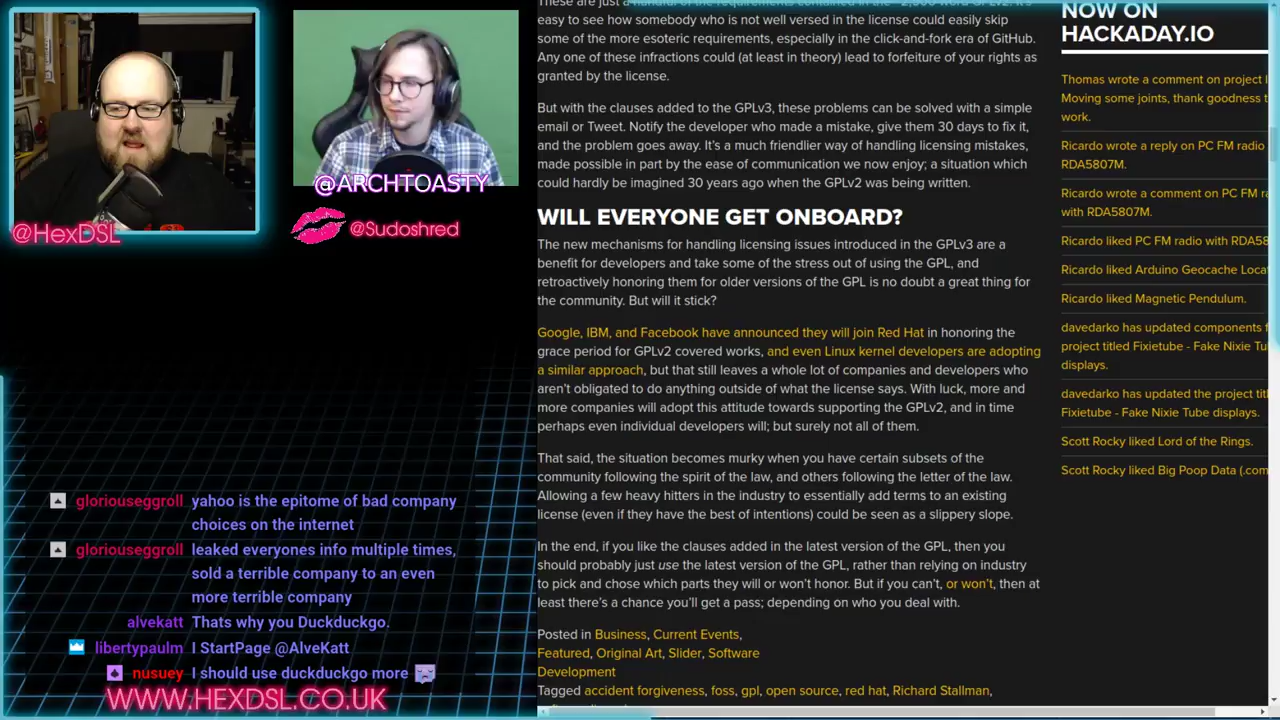 @HexDSL
@ARCHTOASTY
@Sudoshred
gloriouseggroll yahoo is the epitome of bad company
choices on the internet
gloriouseggroll leaked everyones info multiple times,
sold a terrible company to an even
more terrible company
alvekatt Thats why you Duckduckgo.
libertypaulm I StartPage @AlveKatt
nusuey I should use duckduckgo more
WWW.HEXDSL.CO.UK
These are just a handful of the requirements contained in the
easy to see how somebody who is not well versed in the license could easily skip
some of the more esoteric requirements, especially in the click-and-fork era of GitHub.
Any one of these infractions could (at least in theory) lead to forfeiture of your rights as
granted by the license.
But with the clauses added to the GPLv3, these problems can be solved with a simple
email or Tweet. Notify the developer who made a mistake, give them 30 days to fix it,
and the problem goes away. It's a much friendlier way of handling licensing mistakes,
made possible in part by the ease of communication we now enjoy; a situation which
could hardly be imagined 30 years ago when the GPLv2 was being written.
WILL EVERYONE GET ONBOARD?
The new mechanisms for handling licensing issues introduced in the GPLv3 are a
benefit for developers and take some of the stress out of using the GPL, and
retroactively honoring them for older versions of the GPL is no doubt a great thing for
the community. But will it stick?
Google, IBM, and Facebook have announced they will join Red Hat in honoring the
grace period for GPLv2 covered works, and even Linux kernel developers are adopting
a similar approach, but that still leaves a whole lot of companies and developers who
aren't obligated to do anything outside of what the license says. With luck, more and
more companies will adopt this attitude towards supporting the GPLv2, and in time
perhaps even individual developers will; but surely not all of them.
That said, the situation becomes murky when you have certain subsets of the
community following the spirit of the law, and others following the letter of the law.
Allowing a few heavy hitters in the industry to essentially add terms to an existing
license (even if they have the best of intentions) could be seen as a slippery slope.
In the end, if you like the clauses added in the latest version of the GPL, then you
should probably just use the latest version of the GPL, rather than relying on industry
to pick and chose which parts they will or won't honor. But if you can't, or won't, then at
least there's a chance you'll get a pass; depending on who you deal with.
Posted in Business, Current Events,
Featured, Original Art, Slider, Software
Development
Tagged accident forgiveness, foss, gpl, open source, red hat, Richard Stallman,
NOW ON
HACKADAY.IO
Thomas wrote a comment on project l
Moving some joints, thank goodness t
work.
Ricardo wrote a reply on PC FM radio
RDA5807M.
Ricardo wrote a comment on PC FM ra
with RDA5807M.
Ricardo liked PC FM radio with RDA58
Ricardo liked Arduino Geocache Loca
Ricardo liked Magnetic Pendulum.
davedarko has updated components f
project titled Fixietube - Fake Nixie Tu
displays.
davedarko has updated the project titl
Fixietube - Fake Nixie Tube displays.
Scott Rocky liked Lord of the Rings.
Scott Rocky liked Big Poop Data (.com